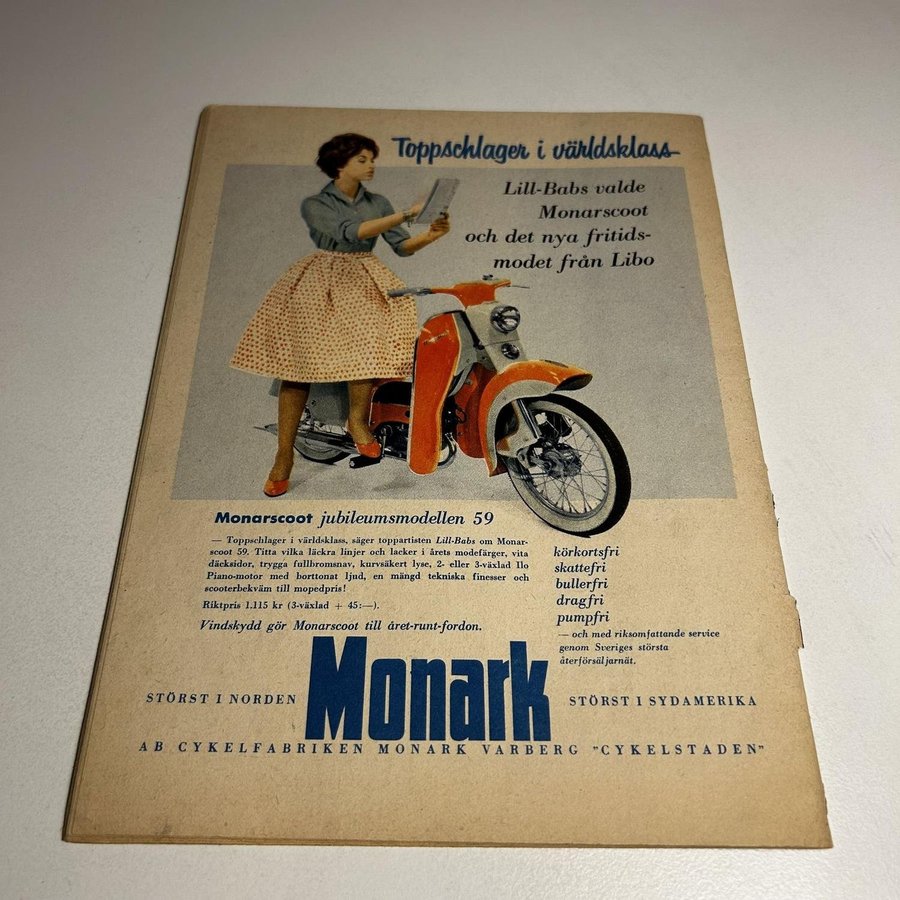 Toppschlager i världsklass
Lill-Babs valde
Monarscoot
och det nya fritids-
modet från Libo
Monarscoot jubileumsmodellen 59
— Toppschlager i världsklass, säger toppartisten Lill-Babs om Monar-
scoot 59. Titta vilka läckra linjer och lacker i årets modefärger, vita
däcksidor, trygga fullbromsnav, kurvsäkert lyse, 2- eller 3-växlad Ilo
Piano-motor med borttonat ljud, en mängd tekniska finesser och
scooterbekväm till mopedpris!
Riktpris 1.115 kr (3-växlad + 45:—).
Vindskydd gör Monarscoot till året-runt-fordon.
körkortsfri
skattefri
bullerfri
dragfri
pumpfri
— och med riksomfattande service
genom Sveriges största
återförsäljarnät.
STÖRST I NORDEN
Monark
STÖRST I SYDAMERIKA
AB CYKELFABRIKEN MONARK VARBERG "CYKELSTADEN"